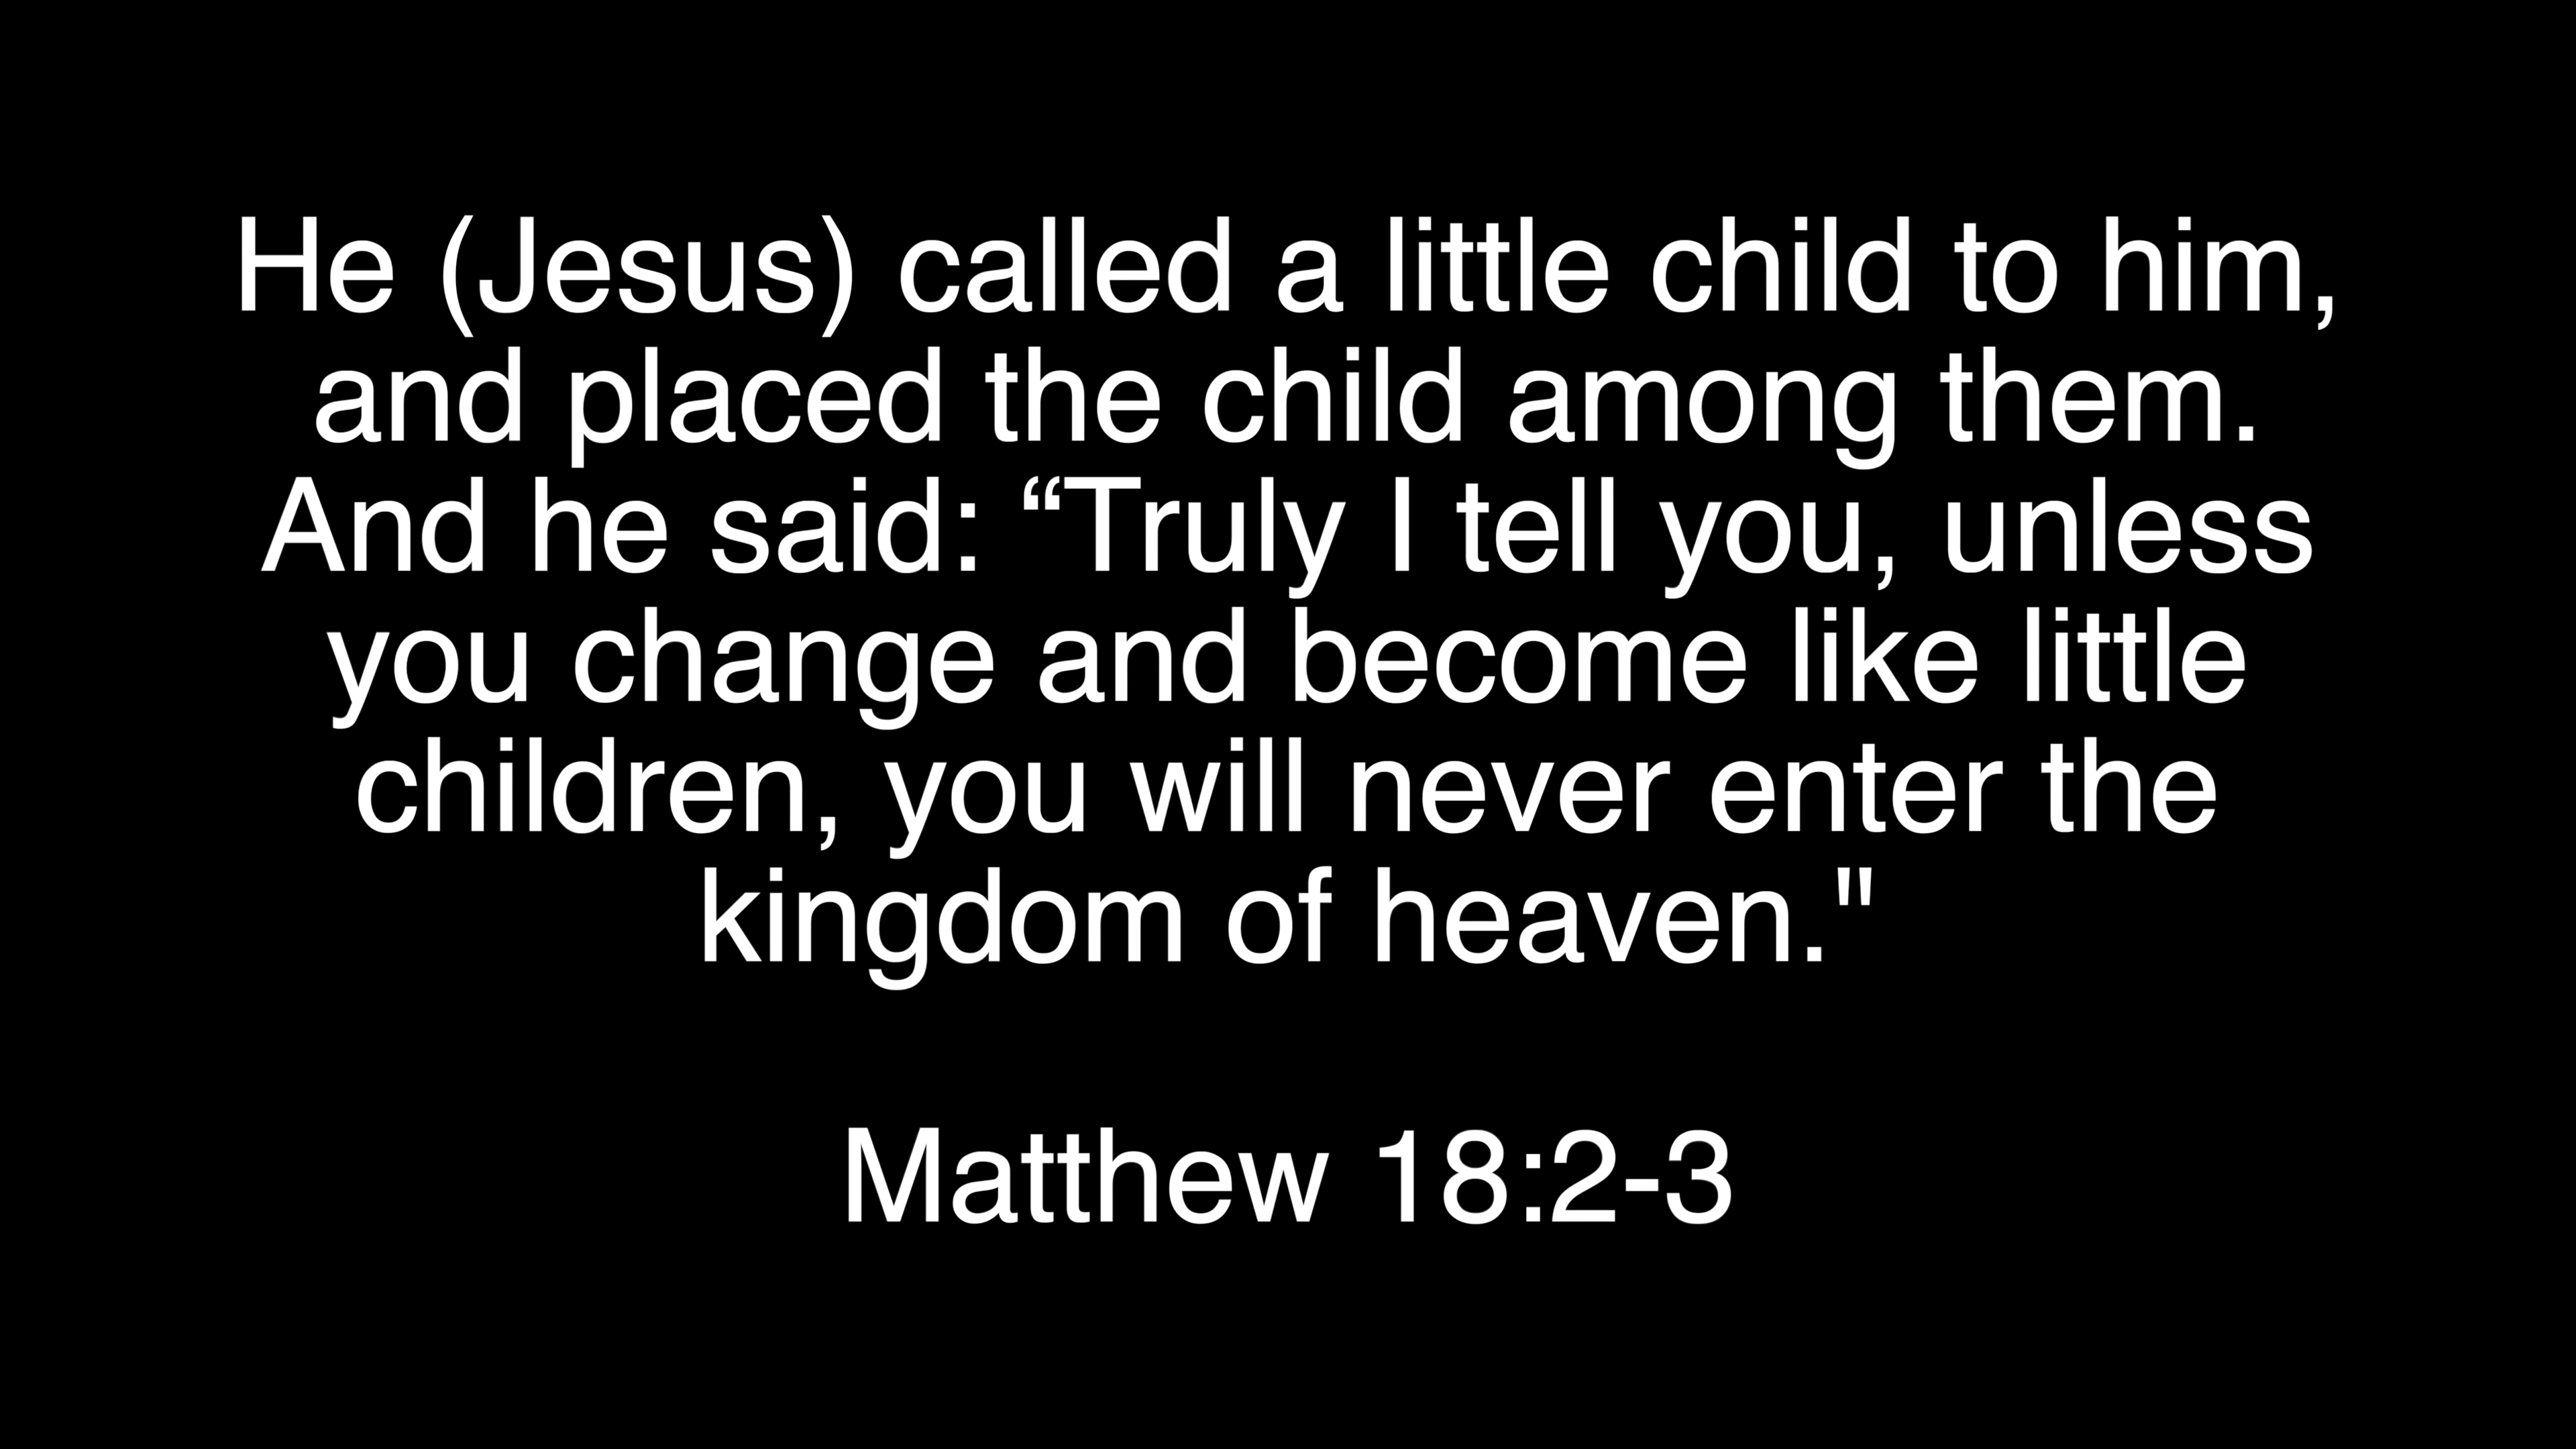 He (Jesus) called a little child to him,
and placed the child among them.
And he said: “Truly I tell you, unless
you change and become like little
children, you will never enter the
kingdom of heaven."
Matthew 18:2-3